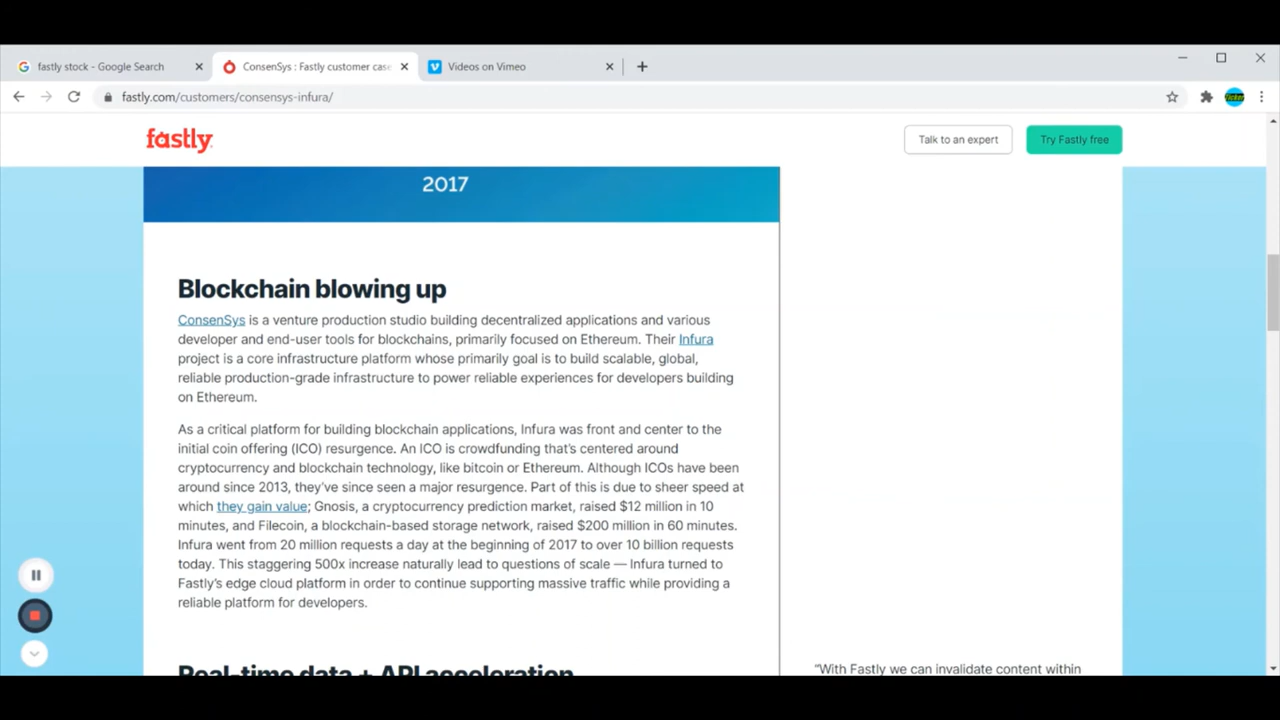 fastly stock - Google Search
ConsenSys : Fastly customer case
Videos on Vimeo
fastly.com/customers/consensys-infura/
fastly
Talk to an expert
Try Fastly free
2017
Blockchain blowing up
ConsenSys is a venture production studio building decentralized applications and various
developer and end-user tools for blockchains, primarily focused on Ethereum. Their Infura
project is a core infrastructure platform whose primarily goal is to build scalable, global,
reliable production-grade infrastructure to power reliable experiences for developers building
on Ethereum.
As a critical platform for building blockchain applications, Infura was front and center to the
initial coin offering (ICO) resurgence. An ICO is crowdfunding that's centered around
cryptocurrency and blockchain technology, like bitcoin or Ethereum. Although ICOs have been
around since 2013, they've since seen a major resurgence. Part of this is due to sheer speed at
which they gain value; Gnosis, a cryptocurrency prediction market, raised $12 million in 10
minutes, and Filecoin, a blockchain-based storage network, raised $200 million in 60 minutes.
Infura went from 20 million requests a day at the beginning of 2017 to over 10 billion requests
today. This staggering 500x increase naturally lead to questions of scale — Infura turned to
Fastly's edge cloud platform in order to continue supporting massive traffic while providing a
reliable platform for developers.
Real-time data + API acceleration
"With Fastly we can invalidate content within